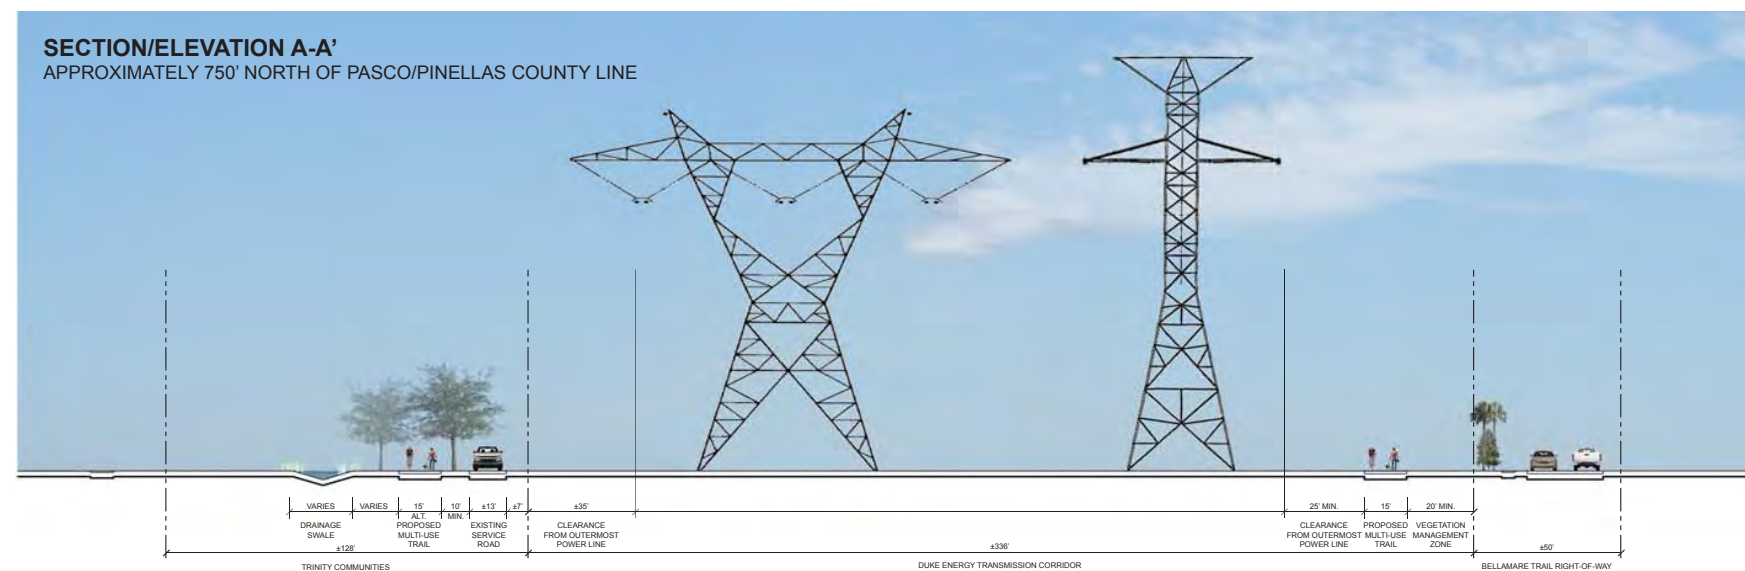 SECTION/ELEVATION A-A’
APPROXIMATELY 750’ NORTH OF PASCO/PINELLAS COUNTY LINE
VARIES
DRAINAGE
SWALE
VARIES
15’
ALT.
PROPOSED
MULTI-USE
TRAIL
10’
MIN.
±13’
EXISTING
SERVICE
ROAD
±7’
±35’
CLEARANCE
FROM OUTERMOST
POWER LINE
25’ MIN.
CLEARANCE
FROM OUTERMOST
POWER LINE
15’
PROPOSED
MULTI-USE
TRAIL
20’ MIN.
VEGETATION
MANAGEMENT
ZONE
±128’
TRINITY COMMUNITIES
±336’
DUKE ENERGY TRANSMISSION CORRIDOR
±50’
BELLAMARE TRAIL RIGHT-OF-WAY